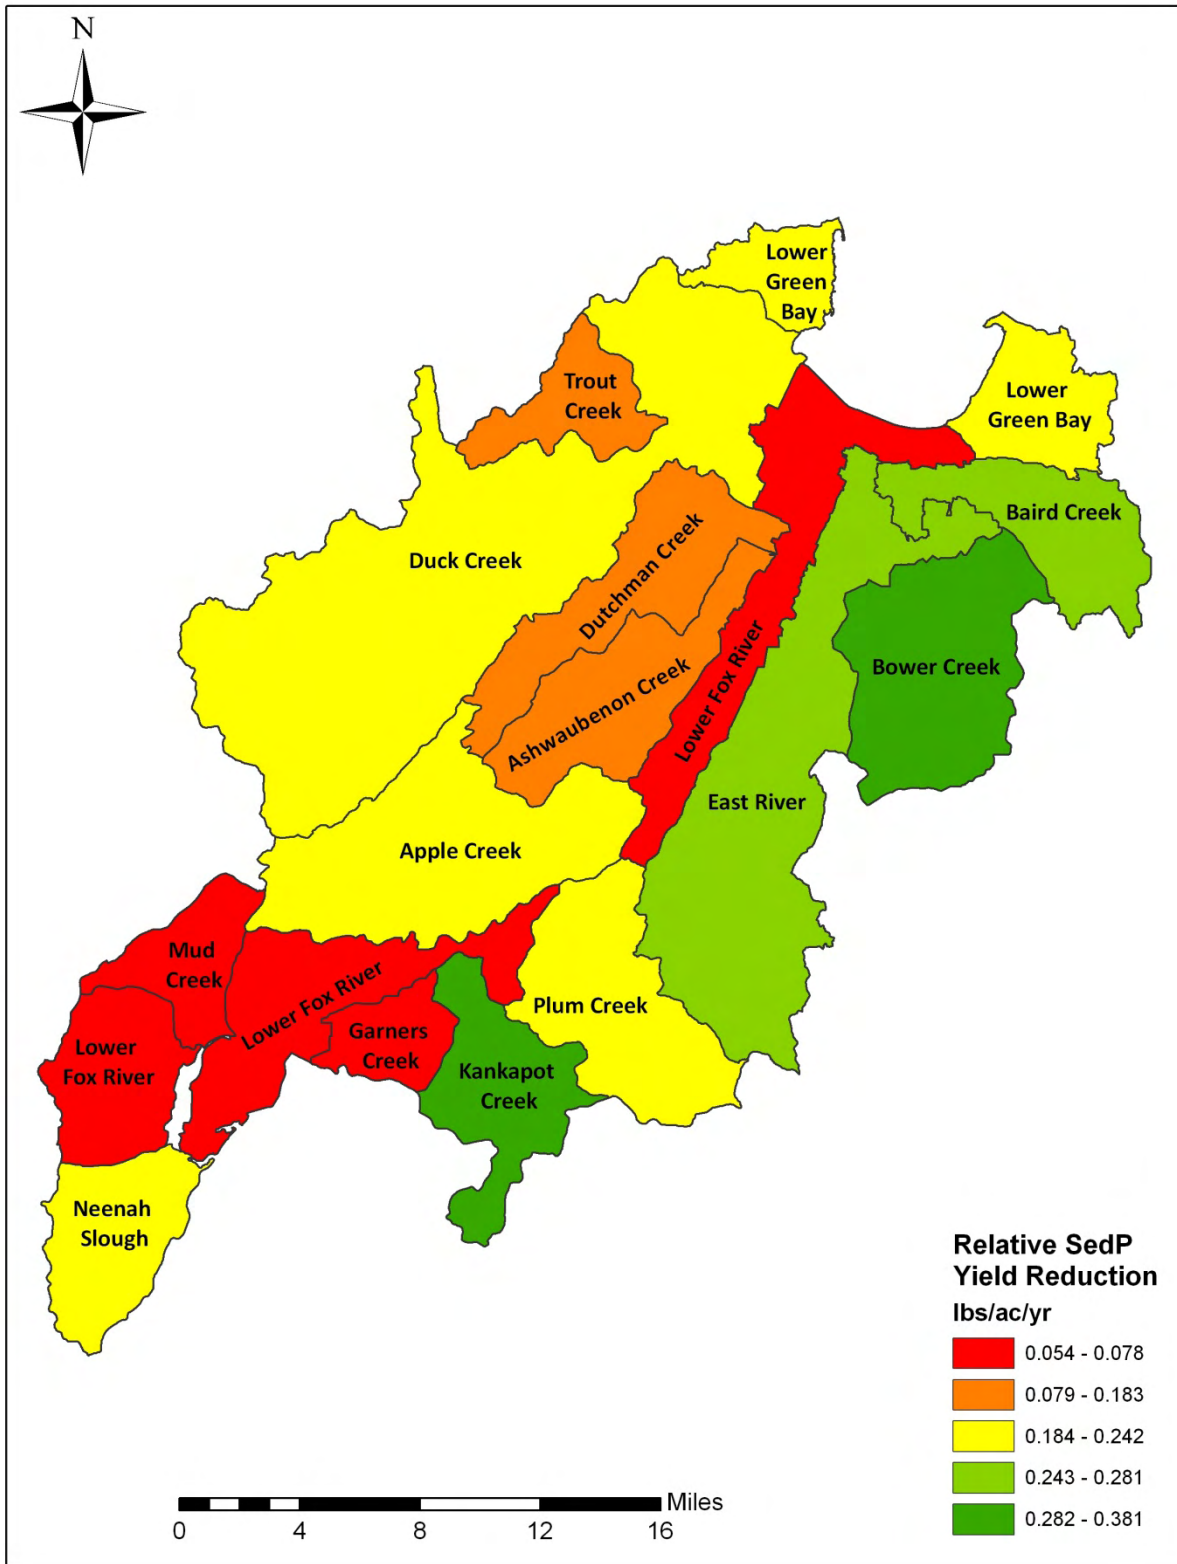 N
Lower
Green
Bay
Trout
Creek
Lower
Green Bay
Baird Creek
Duck Creek
Dutchman Creek
Bower Creek
Ashwaubenon Creek
Lower Fox River
East River
Apple Creek
Mud
Creek
Lower Fox River
Plum Creek
Garners
Creek
Lower
Fox River
Kankapot
Creek
Neenah
Slough
Relative SedP
Yield Reduction
lbs/ac/yr
0.054 - 0.078
0.079 - 0.183
0.184 - 0.242
0.243 - 0.281
0.282 - 0.381
Miles
0 4 8 12 16